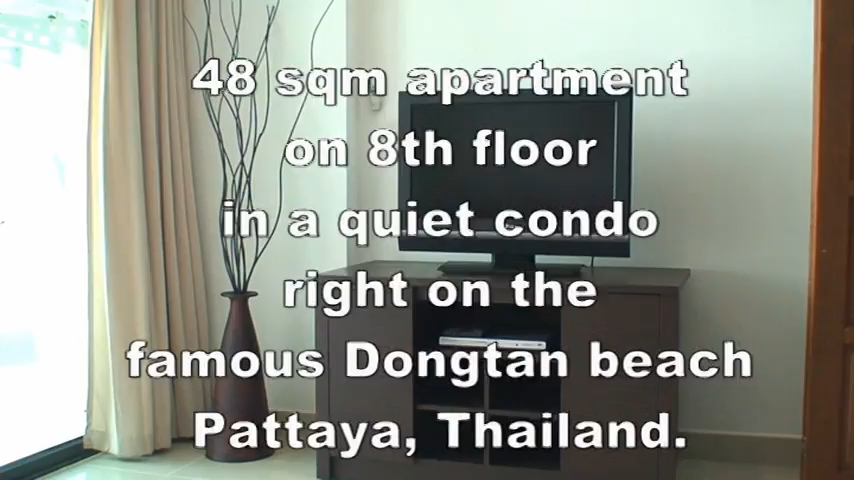 48 sqm apartment
on 8th floor
in a quiet condo
right on the
famous Dongtan beach
Pattaya, Thailand.